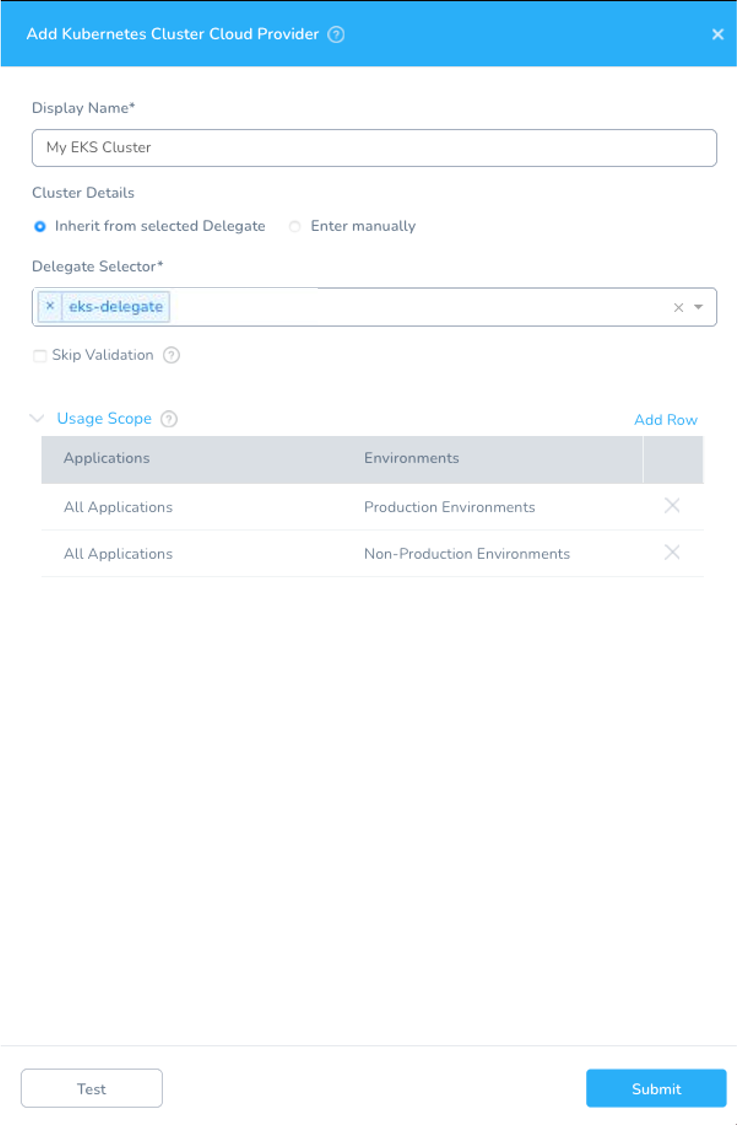 Add Kubernetes Cluster Cloud Provider ? ×
Display Name*
My EKS Cluster
Cluster Details
Inherit from selected Delegate Enter manually
Delegate Selector*
× eks-delegate ×
Skip Validation ?
Usage Scope ? Add Row
Applications Environments
All Applications Production Environments
All Applications Non-Production Environments
Test Submit